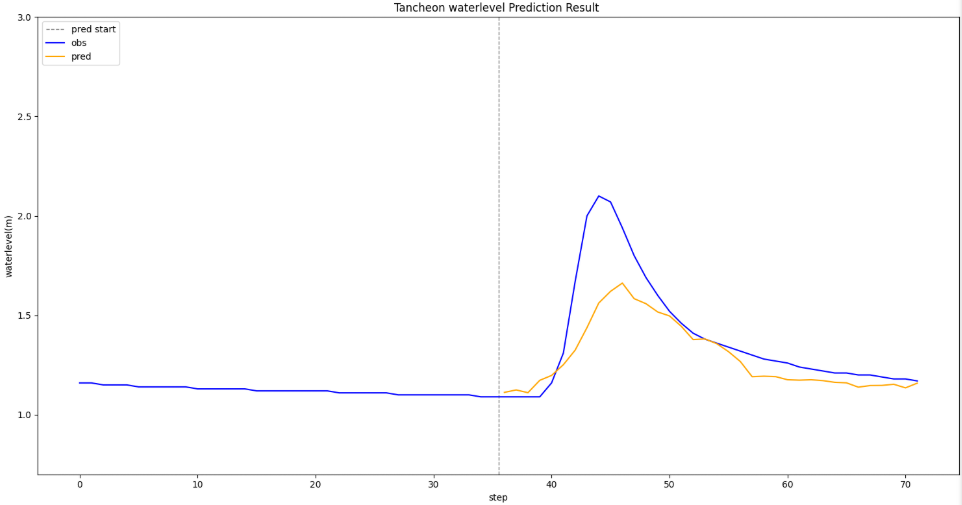 Tancheon waterlevel Prediction Result
3.0
pred start
obs
pred
2.5
2.0
waterlevel(m)
1.5
1.0
0 10 20 30 40 50 60 70
step